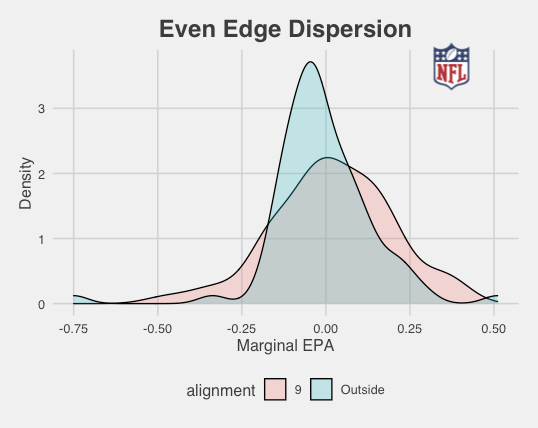 Even Edge Dispersion
NFL
3
2
1
0
Density
-0.75 -0.50 -0.25 0.00 0.25 0.50
Marginal EPA
alignment 9 Outside